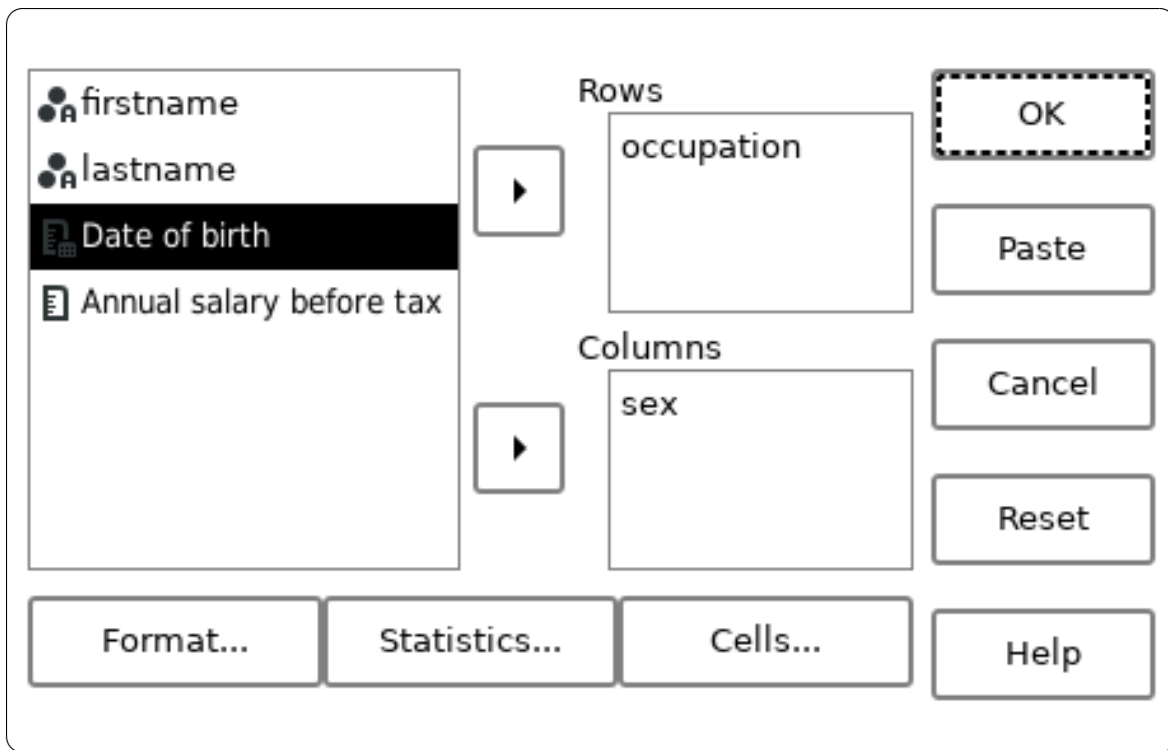 firstname
lastname
Date of birth
Annual salary before tax
Rows
occupation
Columns
sex
OK
Paste
Cancel
Reset
Help
Format...
Statistics...
Cells...